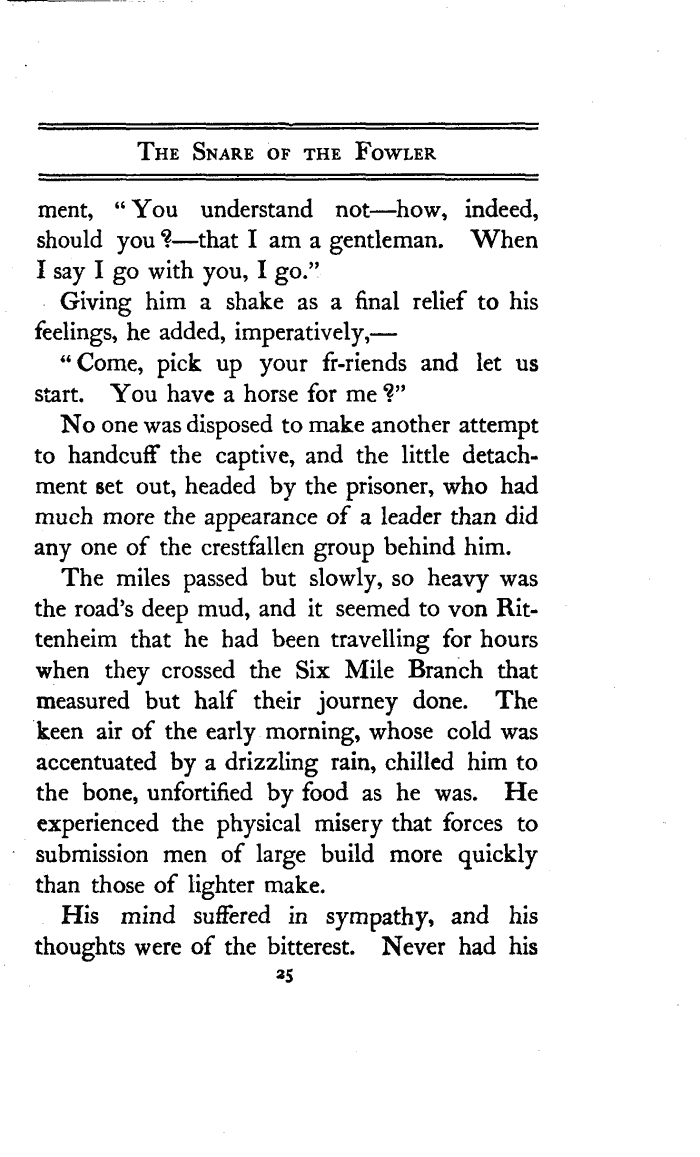 The Snare of the Fowler
ment, “You understand not—how, indeed,
should you?—that I am a gentleman. When
I say I go with you, I go.”
Giving him a shake as a final relief to his
feelings, he added, imperatively,—
“Come, pick up your fr-riends and let us
start. You have a horse for me?”
No one was disposed to make another attempt
to handcuff the captive, and the little detach-
ment set out, headed by the prisoner, who had
much more the appearance of a leader than did
any one of the crestfallen group behind him.
The miles passed but slowly, so heavy was
the road’s deep mud, and it seemed to von Rit-
tenheim that he had been travelling for hours
when they crossed the Six Mile Branch that
measured but half their journey done. The
keen air of the early morning, whose cold was
accentuated by a drizzling rain, chilled him to
the bone, unfortified by food as he was. He
experienced the physical misery that forces to
submission men of large build more quickly
than those of lighter make.
His mind suffered in sympathy, and his
thoughts were of the bitterest. Never had his
25